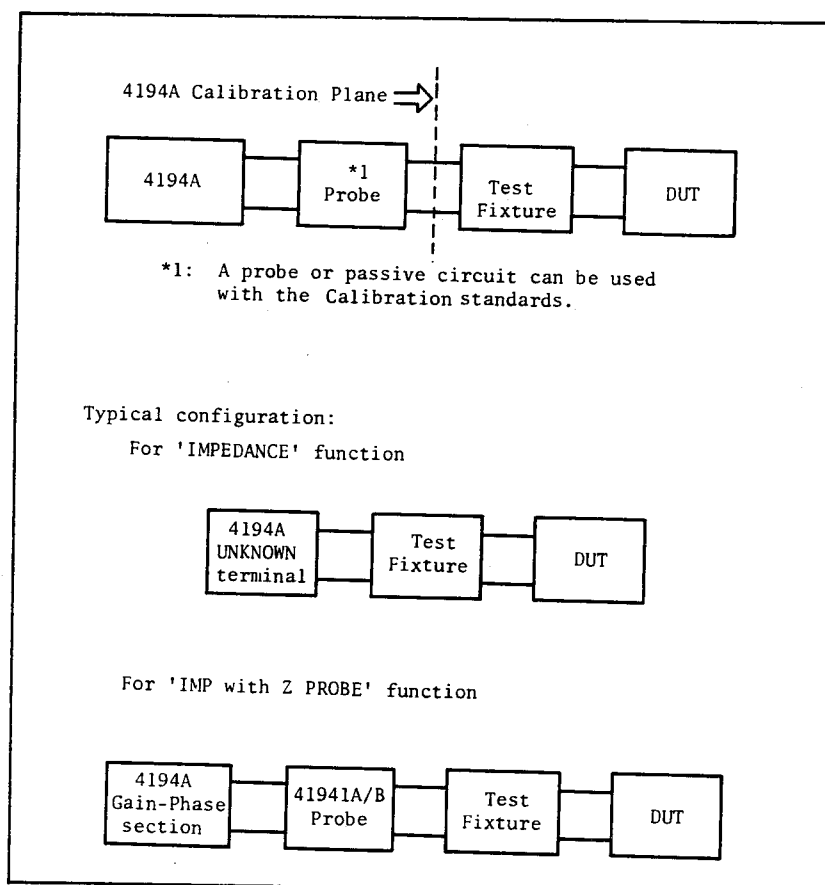 4194A Calibration Plane
4194A
*1
Probe
Test
Fixture
DUT
*1: A probe or passive circuit can be used
with the Calibration standards.
Typical configuration:
For 'IMPEDANCE' function
4194A
UNKNOWN
terminal
Test
Fixture
DUT
For 'IMP with Z PROBE' function
4194A
Gain-Phase
section
41941A/B
Probe
Test
Fixture
DUT